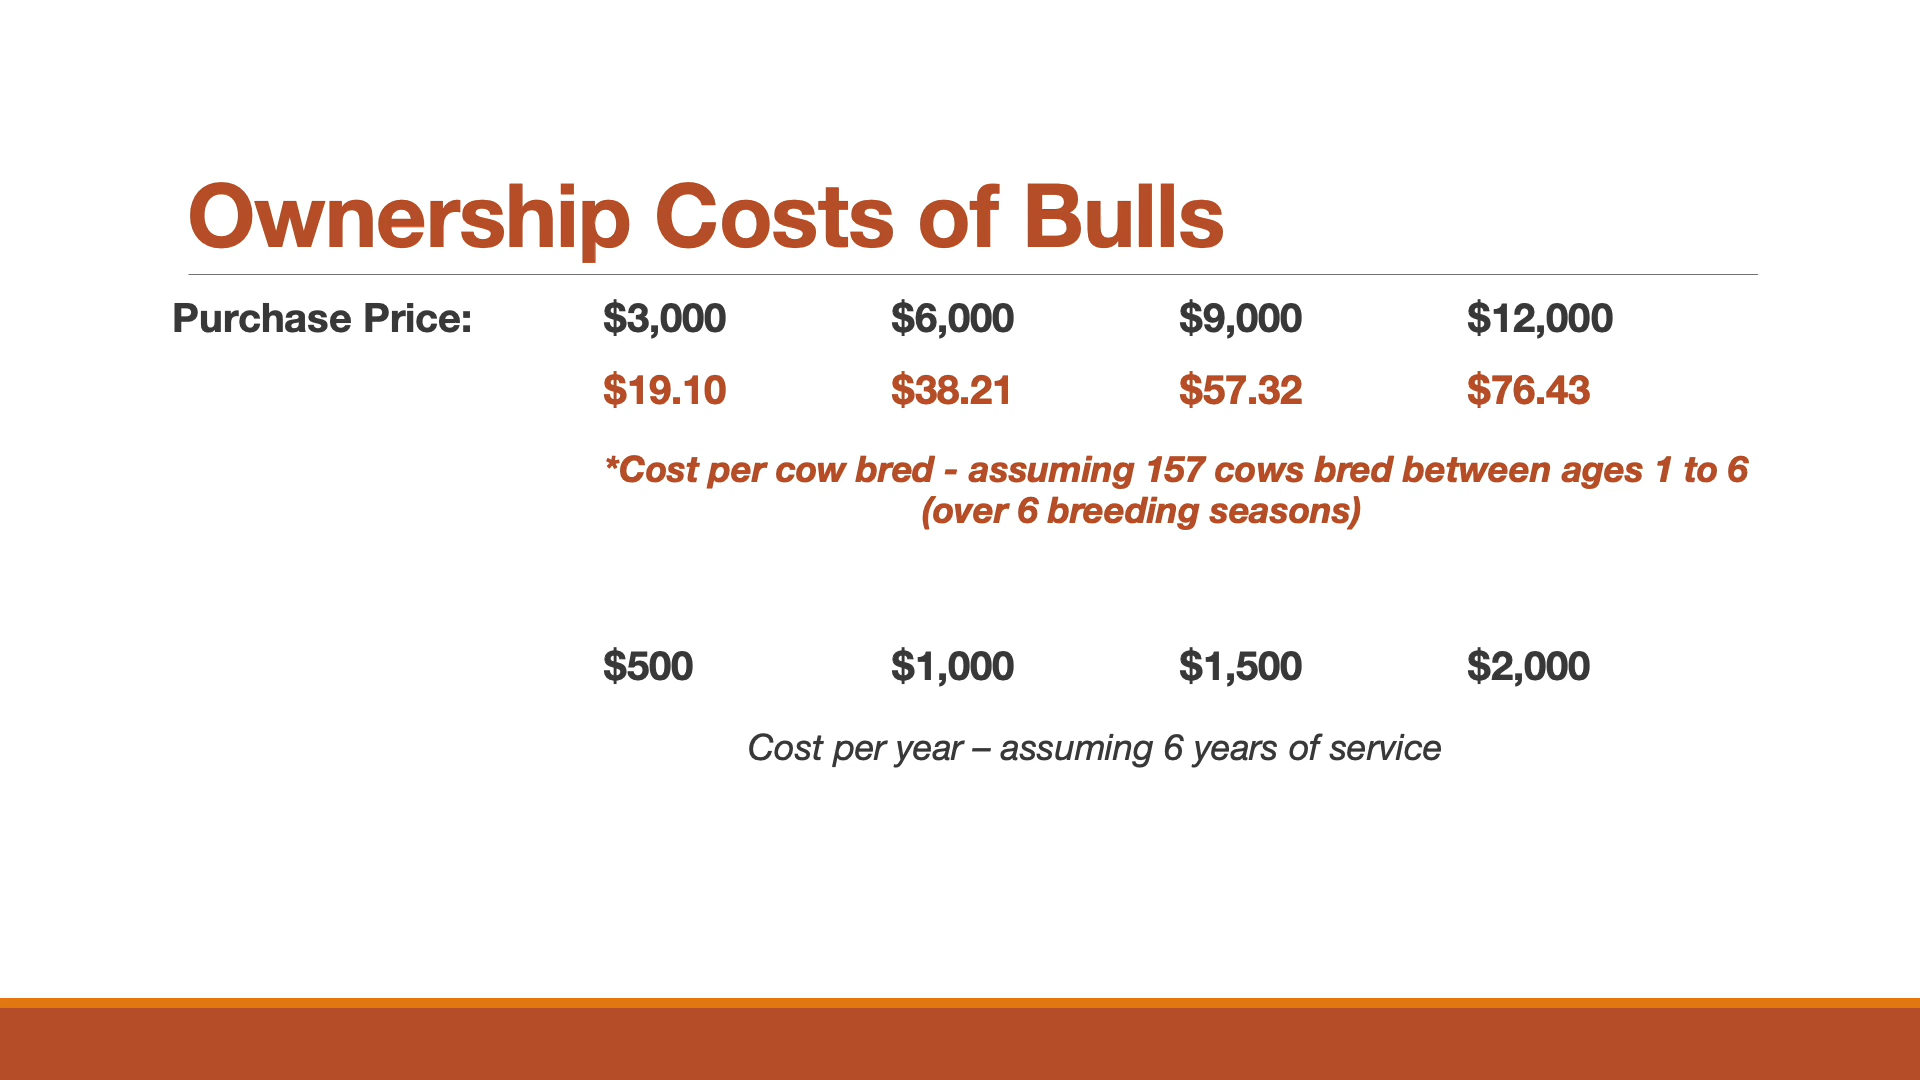 Ownership Costs of Bulls
Purchase Price: $3,000 $6,000 $9,000 $12,000
$19.10 $38.21 $57.32 $76.43
*Cost per cow bred - assuming 157 cows bred between ages 1 to 6
(over 6 breeding seasons)
$500 $1,000 $1,500 $2,000
Cost per year – assuming 6 years of service